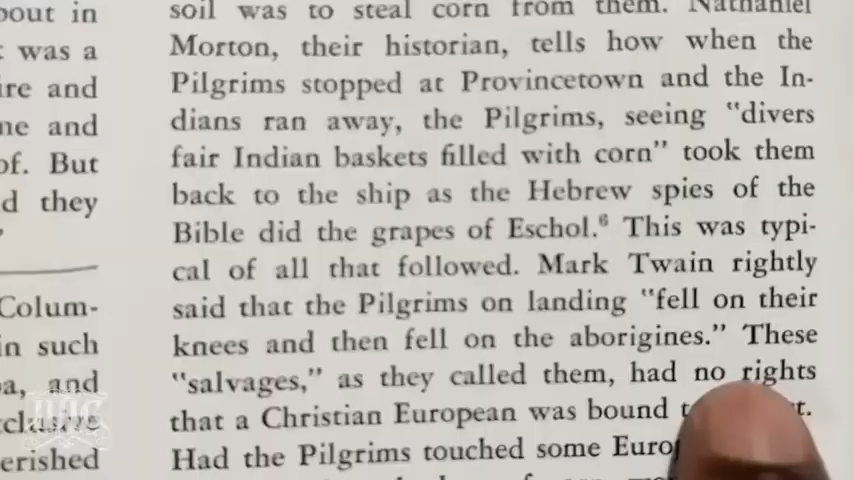 bout in
was a
ire and
ne and
of. But
d they
Colum-
in such
a, and
clusive
erished
soil was to steal corn from them. Nathaniel
Morton, their historian, tells how when the
Pilgrims stopped at Provincetown and the In-
dians ran away, the Pilgrims, seeing "divers
fair Indian baskets filled with corn" took them
back to the ship as the Hebrew spies of the
Bible did the grapes of Eschol.⁶ This was typi-
cal of all that followed. Mark Twain rightly
said that the Pilgrims on landing "fell on their
knees and then fell on the aborigines." These
"salvages," as they called them, had no rights
that a Christian European was bound
Had the Pilgrims touched some